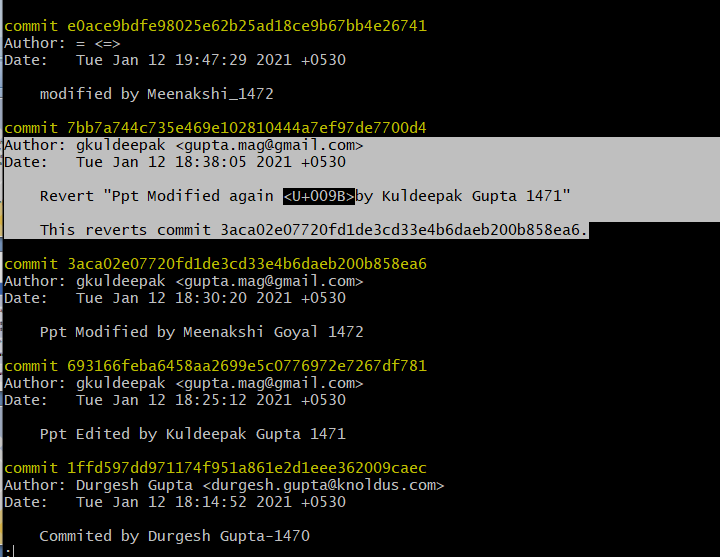 commit e0ace9bdfe98025e62b25ad18ce9b67bb4e26741
Author: = <=>
Date:   Tue Jan 12 19:47:29 2021 +0530
modified by Meenakshi_1472
commit 7bb7a744c735e469e102810444a7ef97de7700d4
Author: gkuldeepak <gupta.mag@gmail.com>
Date:   Tue Jan 12 18:38:05 2021 +0530
Revert "Ppt Modified again <U+009B>by Kuldeepak Gupta 1471"
This reverts commit 3aca02e07720fd1de3cd33e4b6daeb200b858ea6.
commit 3aca02e07720fd1de3cd33e4b6daeb200b858ea6
Author: gkuldeepak <gupta.mag@gmail.com>
Date:   Tue Jan 12 18:30:20 2021 +0530
Ppt Modified by Meenakshi Goyal 1472
commit 693166feba6458aa2699e5c0776972e7267df781
Author: gkuldeepak <gupta.mag@gmail.com>
Date:   Tue Jan 12 18:25:12 2021 +0530
Ppt Edited by Kuldeepak Gupta 1471
commit 1ffd597dd971174f951a861e2d1eee362009caec
Author: Durgesh Gupta <durgesh.gupta@knoldus.com>
Date:   Tue Jan 12 18:14:52 2021 +0530
Commited by Durgesh Gupta-1470
: